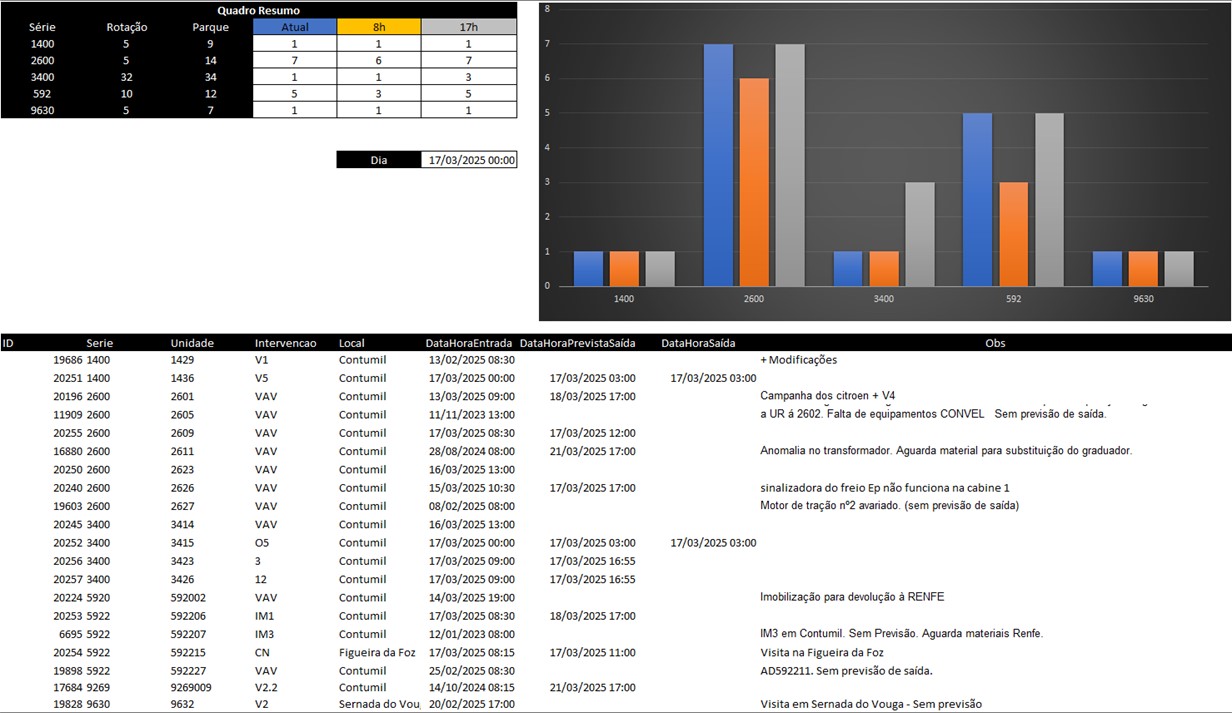 Quadro Resumo
Série Rotação Parque Atual 8h 17h
1400 5 9 1 1 1
2600 5 14 7 6 7
3400 32 34 1 1 3
592 10 12 5 3 5
9630 5 7 1 1 1
Dia 17/03/2025 00:00
8
7
6
5
4
3
2
1
0
1400 2600 3400 592 9630
ID Serie Unidade Intervencao Local DataHoraEntrada DataHoraPrevistaSaída DataHoraSaída Obs
19686 1400 1429 V1 Contumil 13/02/2025 08:30 + Modificações
20251 1400 1436 V5 Contumil 17/03/2025 00:00 17/03/2025 03:00 17/03/2025 03:00
20196 2600 2601 VAV Contumil 13/03/2025 09:00 18/03/2025 17:00 Campanha dos citroen + V4
11909 2600 2605 VAV Contumil 11/11/2023 13:00 a UR á 2602. Falta de equipamentos CONVEL Sem previsão de saída.
20255 2600 2609 VAV Contumil 17/03/2025 08:30 17/03/2025 12:00
16880 2600 2611 VAV Contumil 28/08/2024 08:00 21/03/2025 17:00 Anomalia no transformador. Aguarda material para substituição do graduador.
20250 2600 2623 VAV Contumil 16/03/2025 13:00
20240 2600 2626 VAV Contumil 15/03/2025 10:30 17/03/2025 17:00 sinalizadora do freio Ep não funciona na cabine 1
19603 2600 2627 VAV Contumil 08/02/2025 08:00 Motor de tração nº2 avariado. (sem previsão de saída)
20245 3400 3414 VAV Contumil 16/03/2025 13:00
20252 3400 3415 O5 Contumil 17/03/2025 00:00 17/03/2025 03:00 17/03/2025 03:00
20256 3400 3423 3 Contumil 17/03/2025 09:00 17/03/2025 16:55
20257 3400 3426 12 Contumil 17/03/2025 09:00 17/03/2025 16:55
20224 5920 592002 VAV Contumil 14/03/2025 19:00 Imobilização para devolução à RENFE
20253 5922 592206 IM1 Contumil 17/03/2025 08:30 18/03/2025 17:00
6695 5922 592207 IM3 Contumil 12/01/2023 08:00 IM3 em Contumil. Sem Previsão. Aguarda materiais Renfe.
20254 5922 592215 CN Figueira da Foz 17/03/2025 08:15 17/03/2025 11:00 Visita na Figueira da Foz
19898 5922 592227 VAV Contumil 25/02/2025 08:30 AD592211. Sem previsão de saída.
17684 9269 9269009 V2.2 Contumil 14/10/2024 08:15 21/03/2025 17:00
19828 9630 9632 V2 Sernada do Vou 20/02/2025 17:00 Visita em Sernada do Vouga - Sem previsão